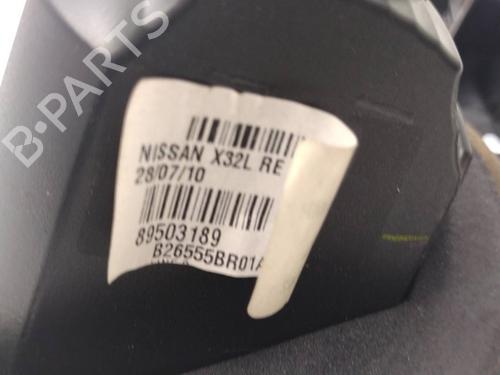 B-PARTS
NISSAN X32L RE
28/07/10
89503189
B26555BR01A